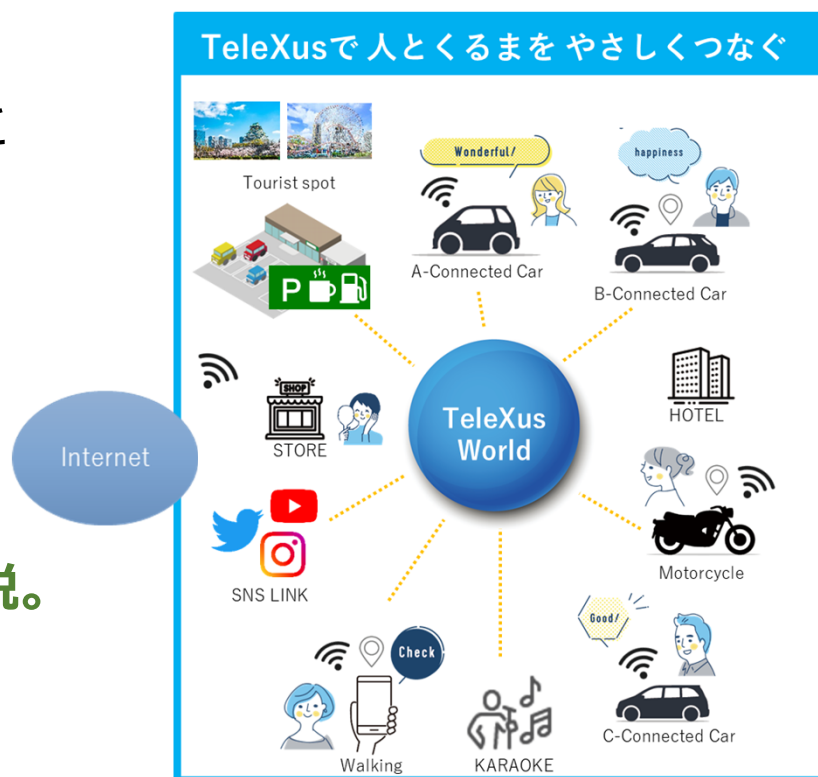 TeleXusで 人とくるまを やさしくつなぐ
Tourist spot
Wonderful!
happiness
P
A-Connected Car
B-Connected Car
SHOP
STORE
HOTEL
TeleXus
World
Internet
Motorcycle
SNS LINK
説。
Good!
Check
C-Connected Car
Walking
KARAOKE